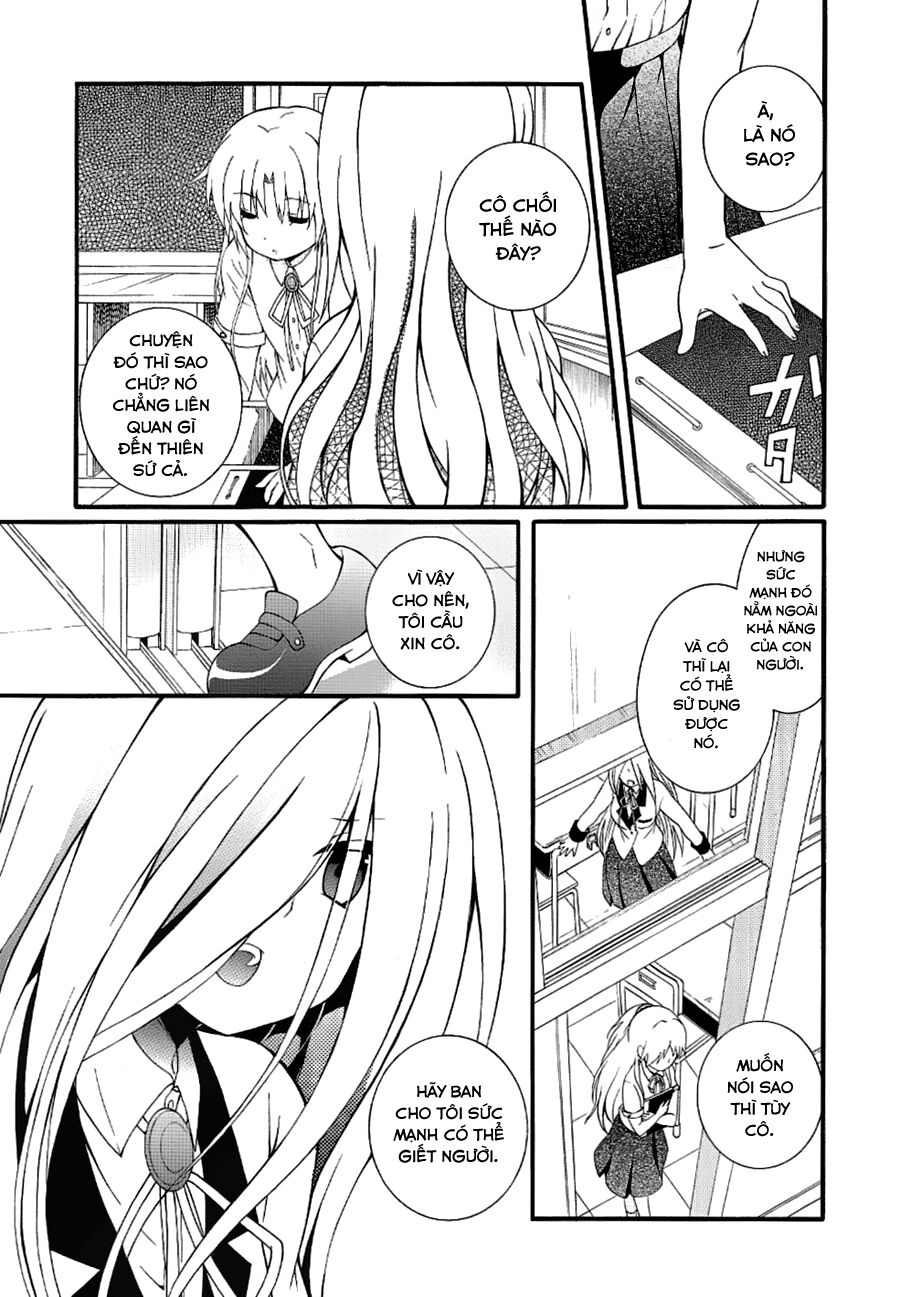 À,
LÀ NÓ
SAO?
ガタ
CÔ CHỐI
THẾ NÀO
ĐÂY?
CHUYỆN
ĐÓ THÌ SAO
CHỨ? NÓ
CHẲNG LIÊN
QUAN GÌ
ĐẾN THIÊN
SỨ CẢ.
NHƯNG
SỨC
MẠNH ĐÓ
NẰM NGOÀI
KHẢ NĂNG
CỦA CON
NGƯỜI.
VÀ CÔ
THÌ LẠI
CÓ THỂ
SỬ DỤNG
ĐƯỢC
NÓ.
MUỐN
NÓI SAO
THÌ TÙY
CÔ.
VÌ VẬY
CHO NÊN,
TÔI CẦU
XIN CÔ.
HÃY BAN
CHO TÔI SỨC
MẠNH CÓ THỂ
GIẾT NGƯỜI.